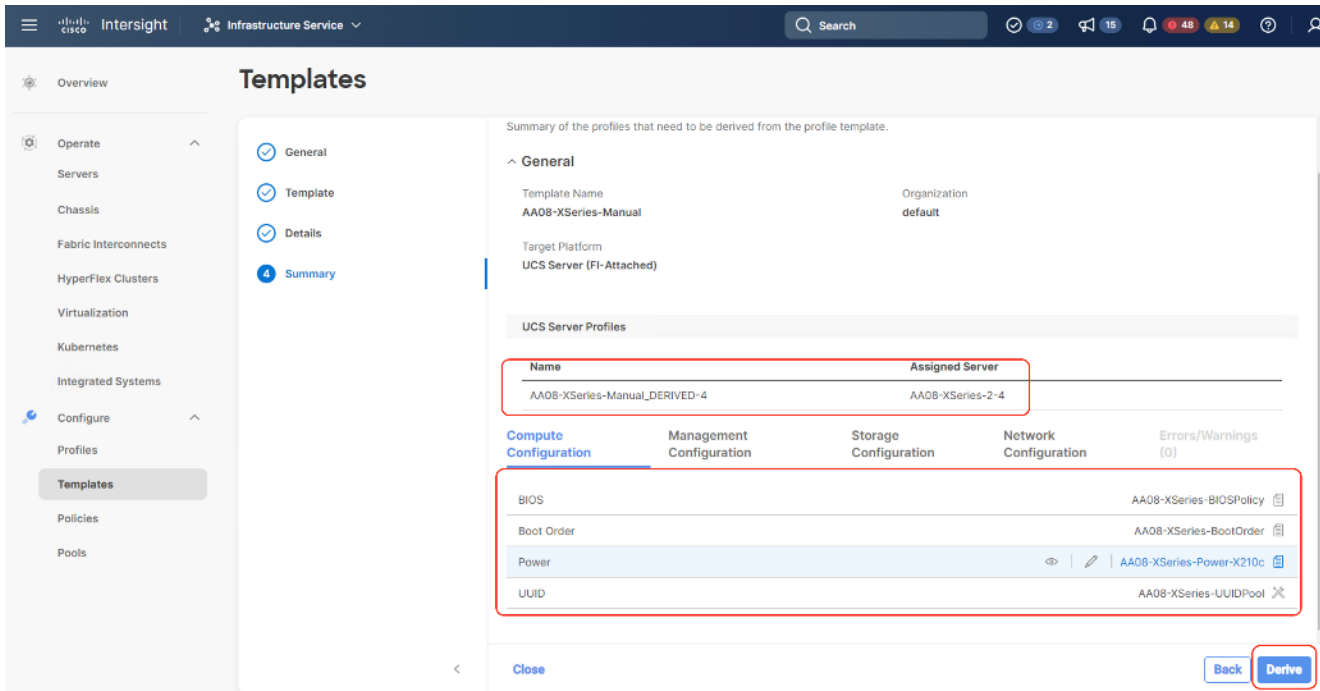 cisco Intersight Infrastructure Service Search 2 15 48 14
Overview
Operate
Servers
Chassis
Fabric Interconnects
HyperFlex Clusters
Virtualization
Kubernetes
Integrated Systems
Configure
Profiles
Templates
Policies
Pools
Templates
General
Template
Details
4 Summary
Summary of the profiles that need to be derived from the profile template.
General
Template Name Organization
AA08-XSeries-Manual default
Target Platform
UCS Server (FI-Attached)
UCS Server Profiles
Name Assigned Server
AA08-XSeries-Manual_DERIVED-4 AA08-XSeries-2-4
Compute Management Storage Network Errors/Warnings
Configuration Configuration Configuration Configuration (0)
BIOS AA08-XSeries-BIOSPolicy
Boot Order AA08-XSeries-BootOrder
Power AA08-XSeries-Power-X210c
UUID AA08-XSeries-UUIDPool
Close Back Derive